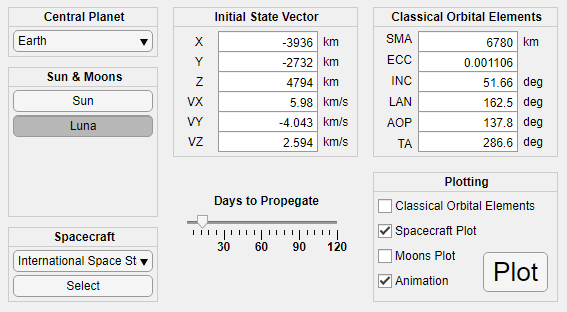 Central Planet
Earth
Sun & Moons
Sun
Luna
Spacecraft
International Space St
Select
Initial State Vector
X -3936 km
Y -2732 km
Z 4794 km
VX 5.98 km/s
VY -4.043 km/s
VZ 2.594 km/s
Days to Propegate
30 60 90 120
Classical Orbital Elements
SMA 6780 km
ECC 0.001106
INC 51.66 deg
LAN 162.5 deg
AOP 137.8 deg
TA 286.6 deg
Plotting
Classical Orbital Elements
Spacecraft Plot
Moons Plot
Animation
Plot